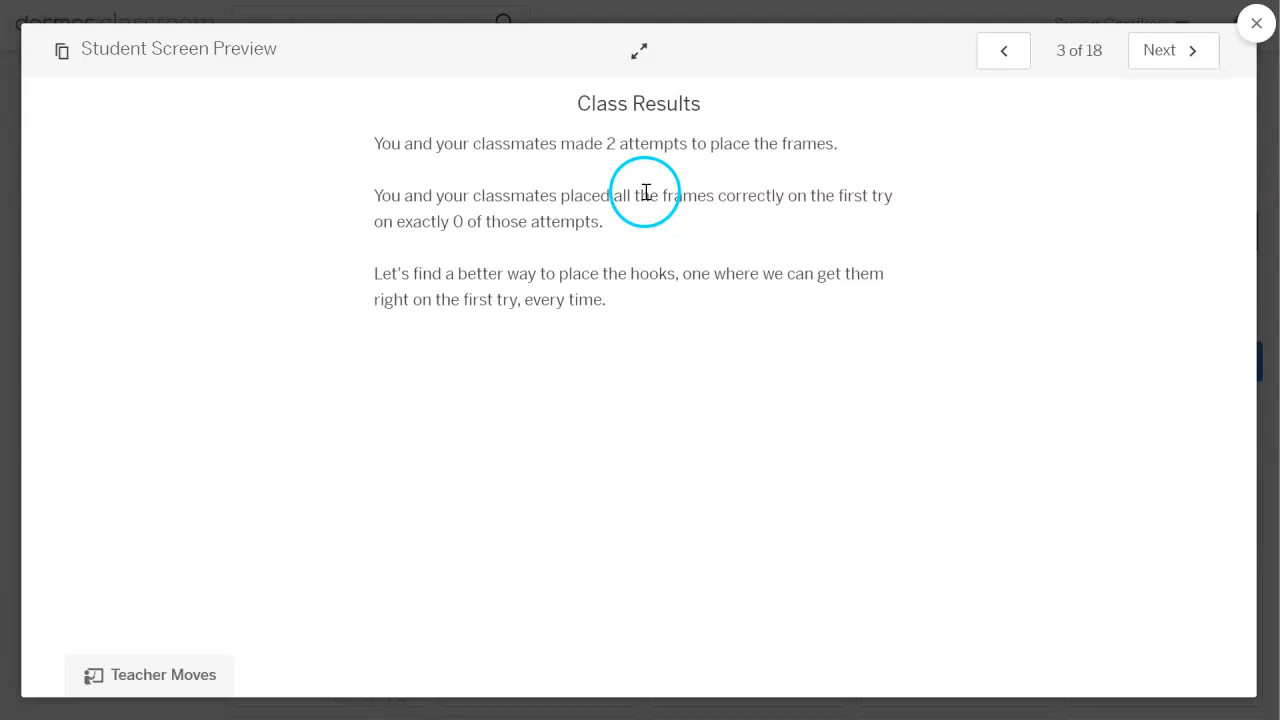 desmos classroom
Student Screen Preview
3 of 18
Next
Class Results
You and your classmates made 2 attempts to place the frames.
You and your classmates placed all the frames correctly on the first try
on exactly 0 of those attempts.
Let's find a better way to place the hooks, one where we can get them
right on the first try, every time.
Teacher Moves